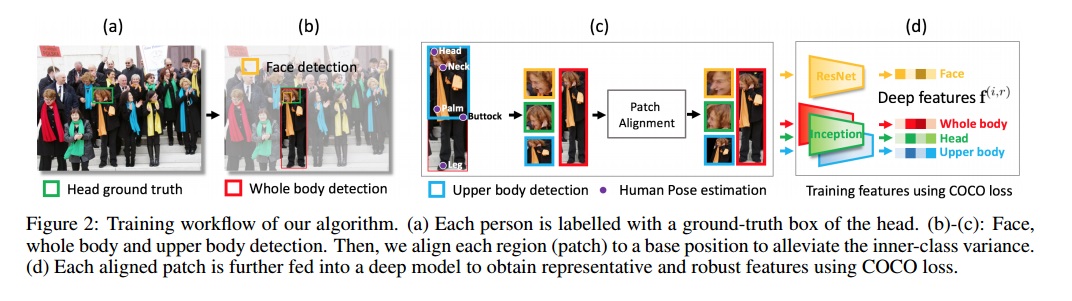 (a)
(b)
(c)
(d)
Face detection
Head
Neck
Palm
Buttock
Leg
Patch
Alignment
ResNet
Face
Deep features f^(i,r)
Inception
Whole body
Head
Upper body
Head ground truth
Whole body detection
Upper body detection
Human Pose estimation
Training features using COCO loss
Figure 2: Training workflow of our algorithm. (a) Each person is labelled with a ground-truth box of the head. (b)-(c): Face,
whole body and upper body detection. Then, we align each region (patch) to a base position to alleviate the inner-class variance.
(d) Each aligned patch is further fed into a deep model to obtain representative and robust features using COCO loss.